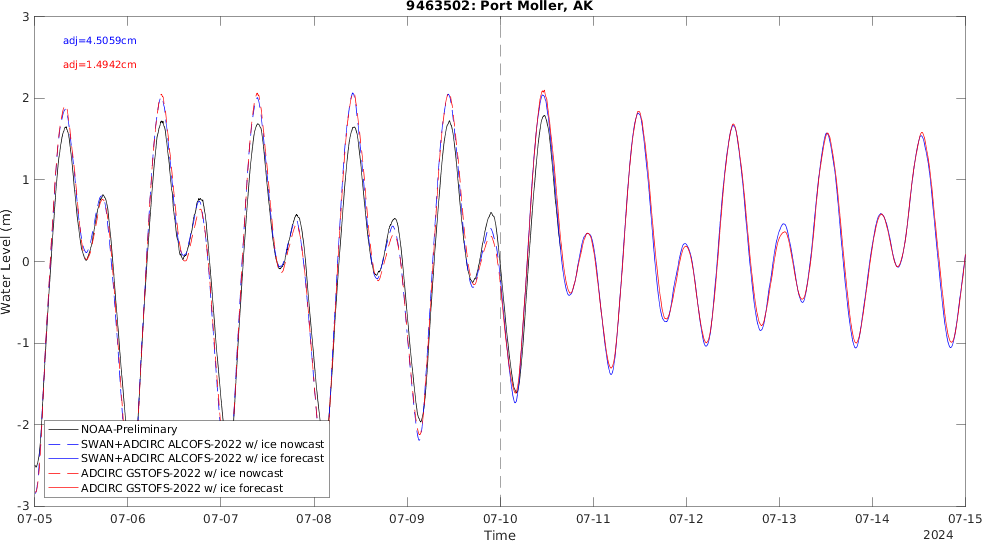 9463502: Port Moller, AK
adj=4.5059cm
adj=1.4942cm
3
2
1
0
-1
-2
-3
Water Level (m)
NOAA-Preliminary
SWAN+ADCIRC ALCOFS-2022 w/ ice nowcast
SWAN+ADCIRC ALCOFS-2022 w/ ice forecast
ADCIRC GSTOFS-2022 w/ ice nowcast
ADCIRC GSTOFS-2022 w/ ice forecast
07-05 07-06 07-07 07-08 07-09 07-10 07-11 07-12 07-13 07-14 07-15
Time
2024